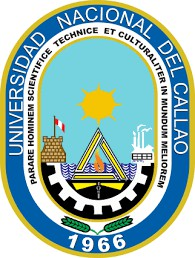 UNIVERSIDAD NACIONAL DEL CALLAO
PARARE HOMINEM SCIENTIFICE TECHNICE ET CULTURALITER IN MUNDUM MELIOREM
1966